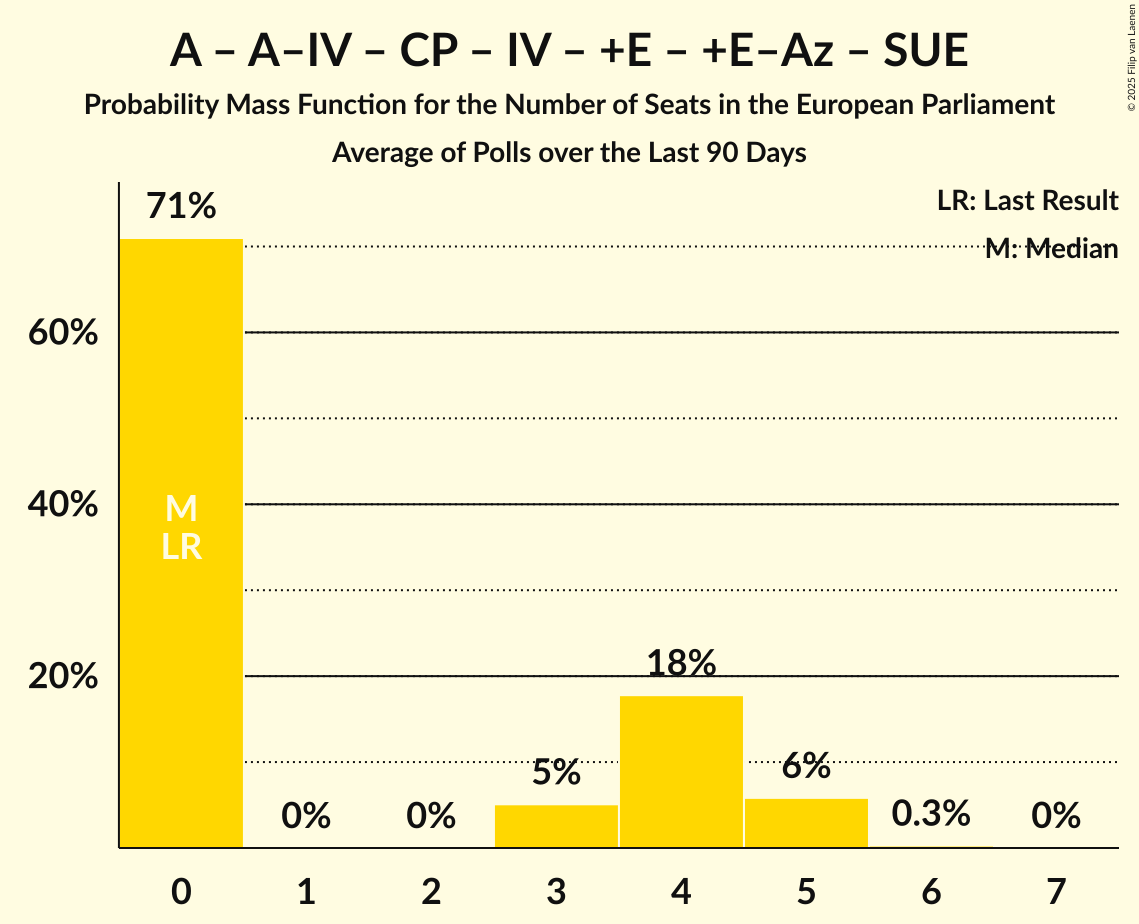 A – A–IV – CP – IV – +E – +E–Az – SUE
Probability Mass Function for the Number of Seats in the European Parliament
Average of Polls over the Last 90 Days
© 2025 Filip van Laenen
LR: Last Result
M: Median
71%
60%
40%
20%
M
LR
0%
0%
5%
18%
6%
0.3%
0%
0 1 2 3 4 5 6 7